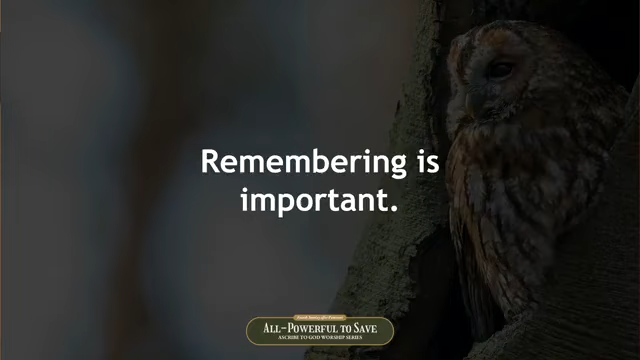 Remembering is
important.
All-Powerful to Save
Ascribe to God Worship Series